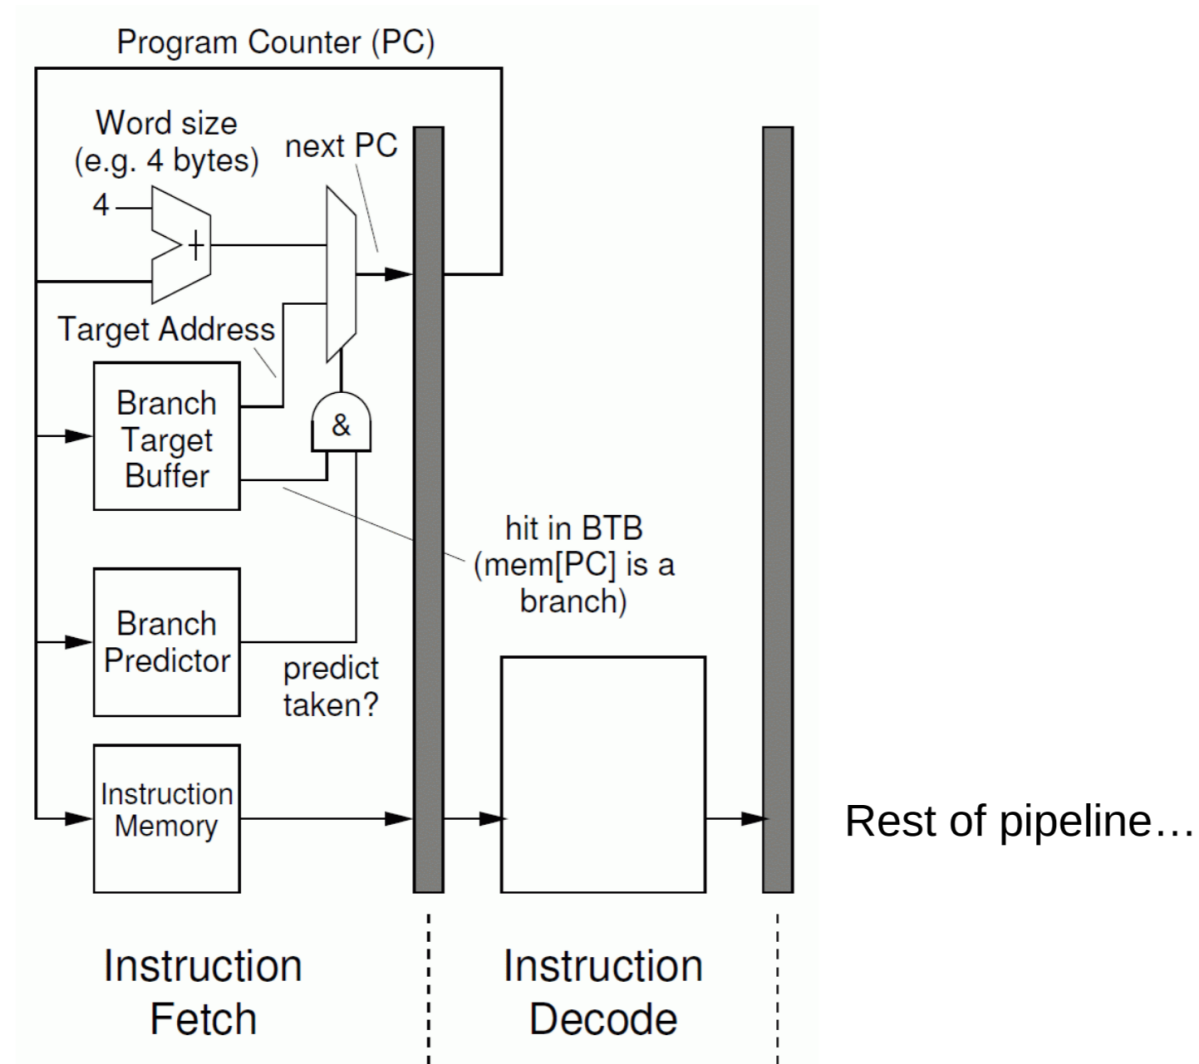 Program Counter (PC)
Word size
(e.g. 4 bytes)
next PC
4
+
Target Address
Branch
Target
Buffer
&
hit in BTB
(mem[PC] is a
branch)
Branch
Predictor
predict
taken?
Instruction
Memory
Rest of pipeline…
Instruction
Fetch
Instruction
Decode